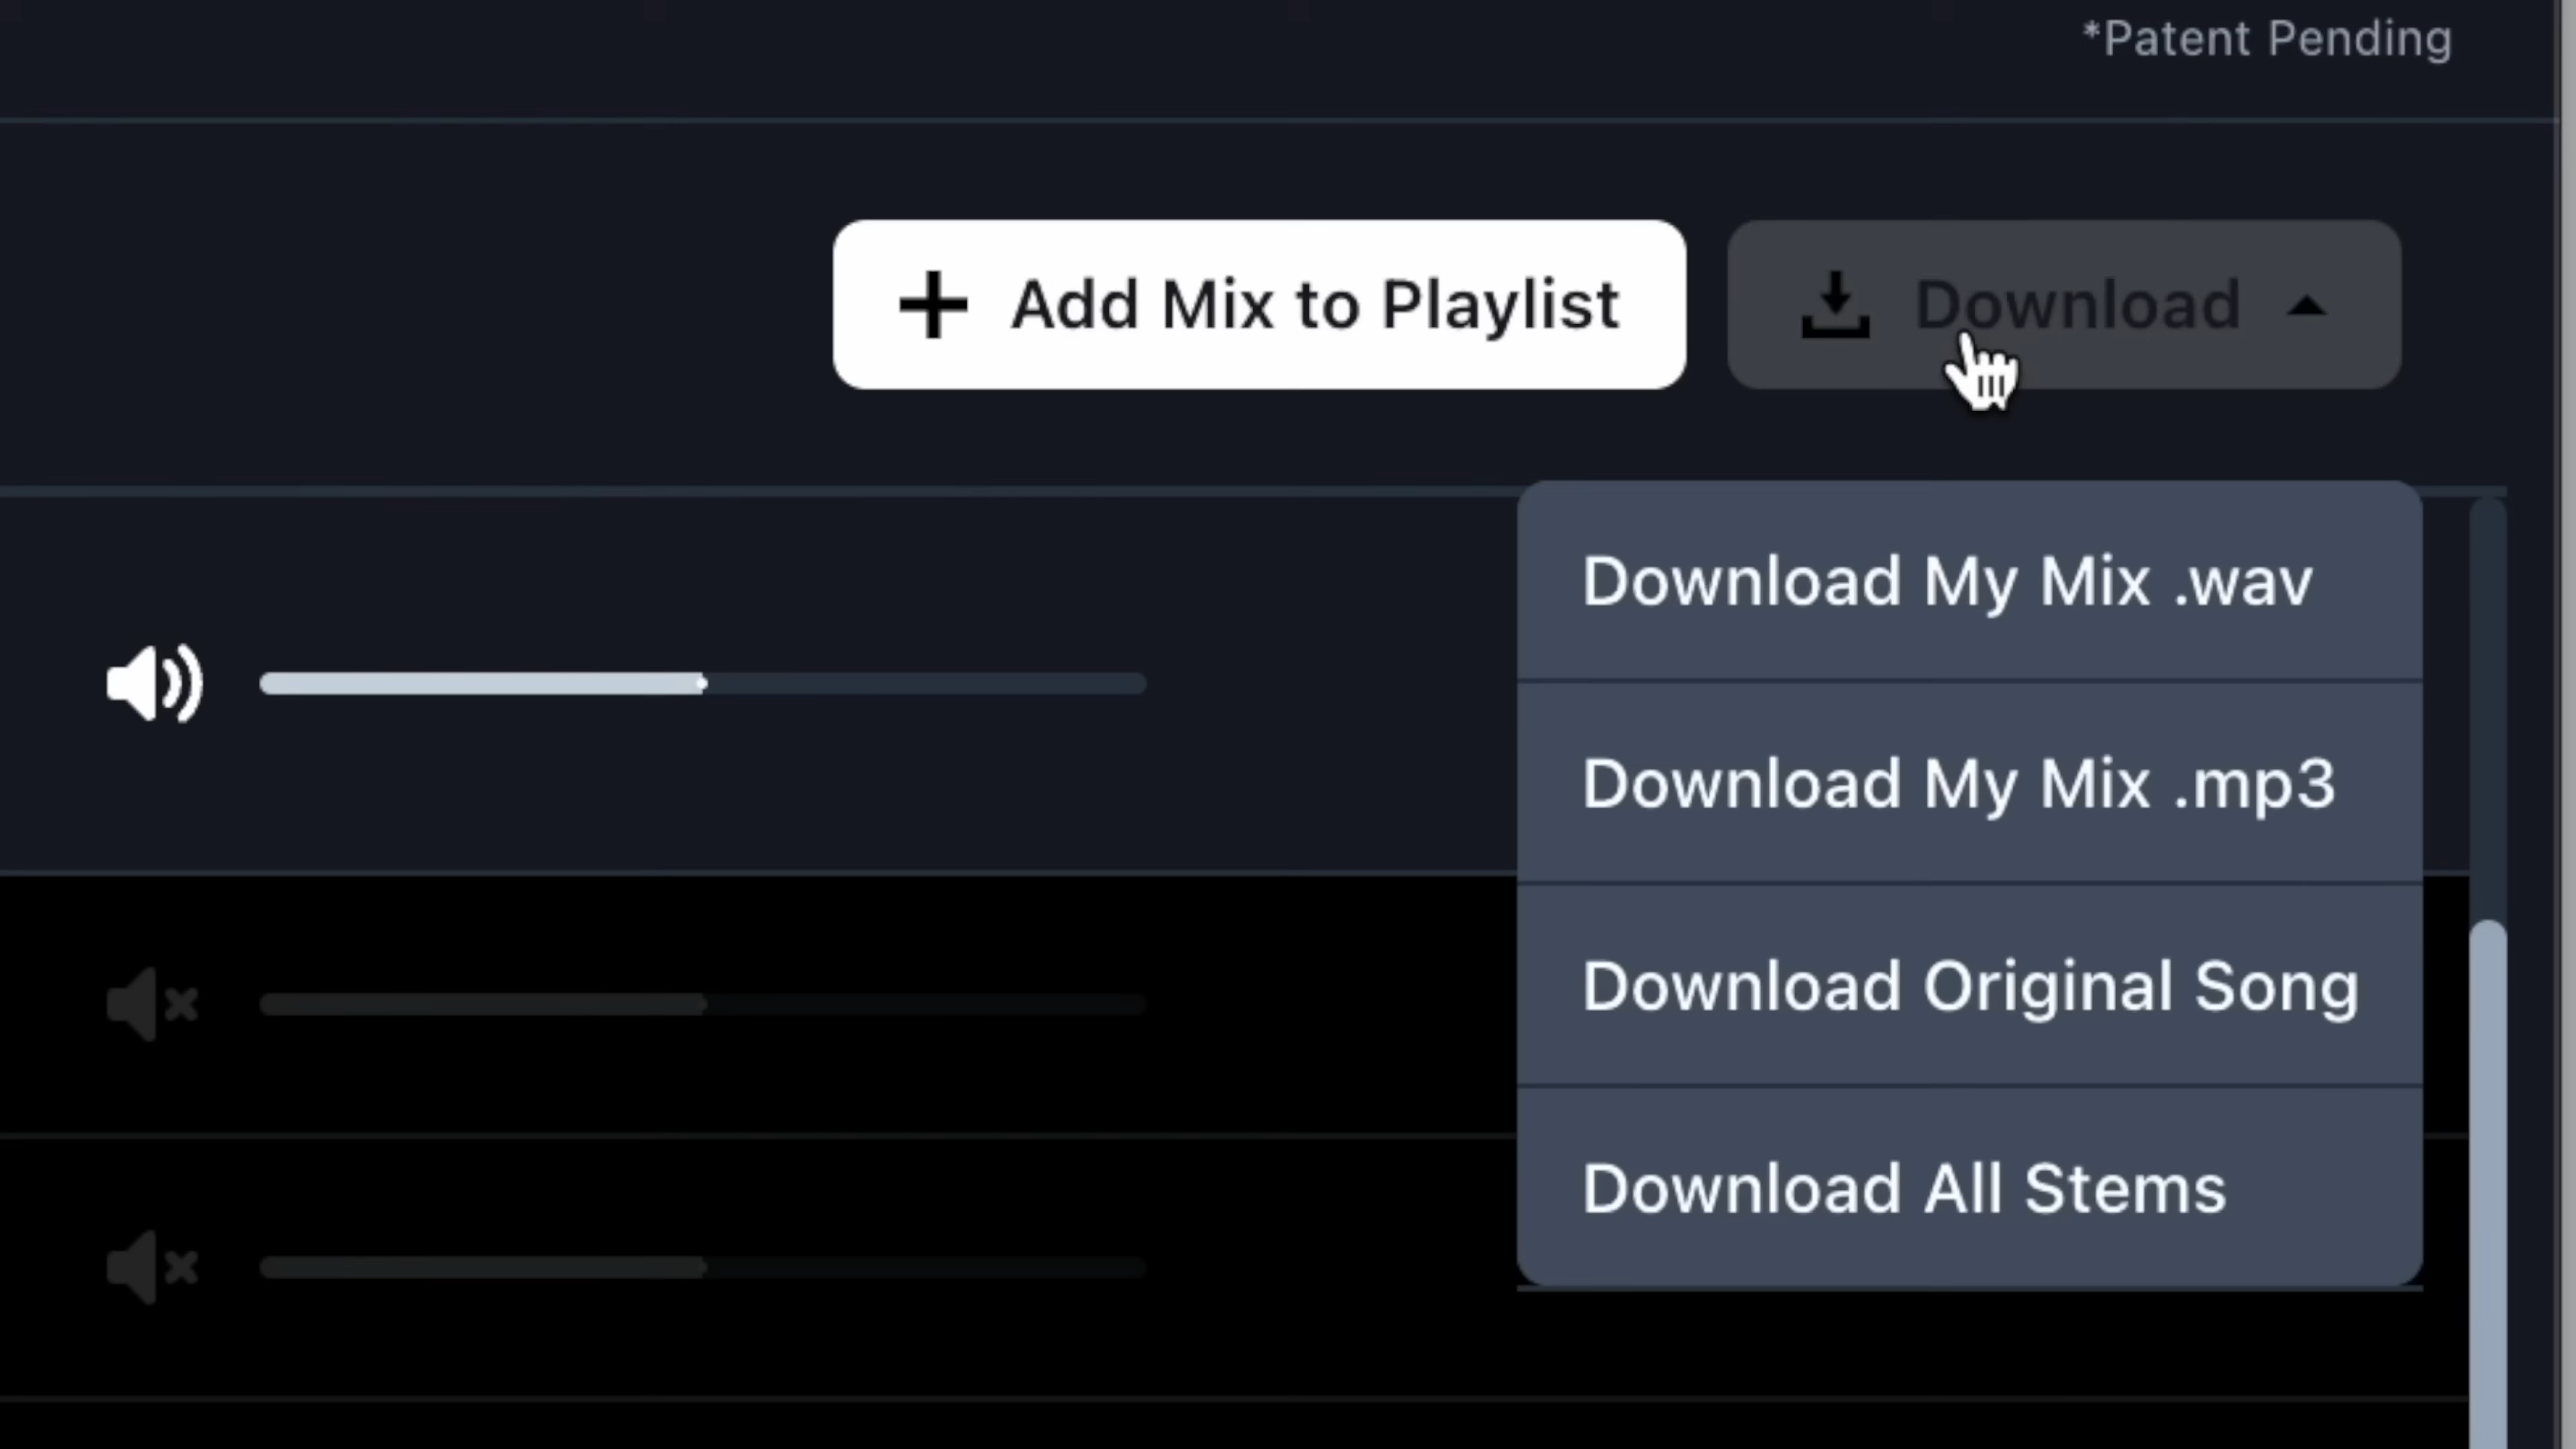 *Patent Pending
Add Mix to Playlist
Download
Download My Mix .wav
Download My Mix .mp3
Download Original Song
Download All Stems